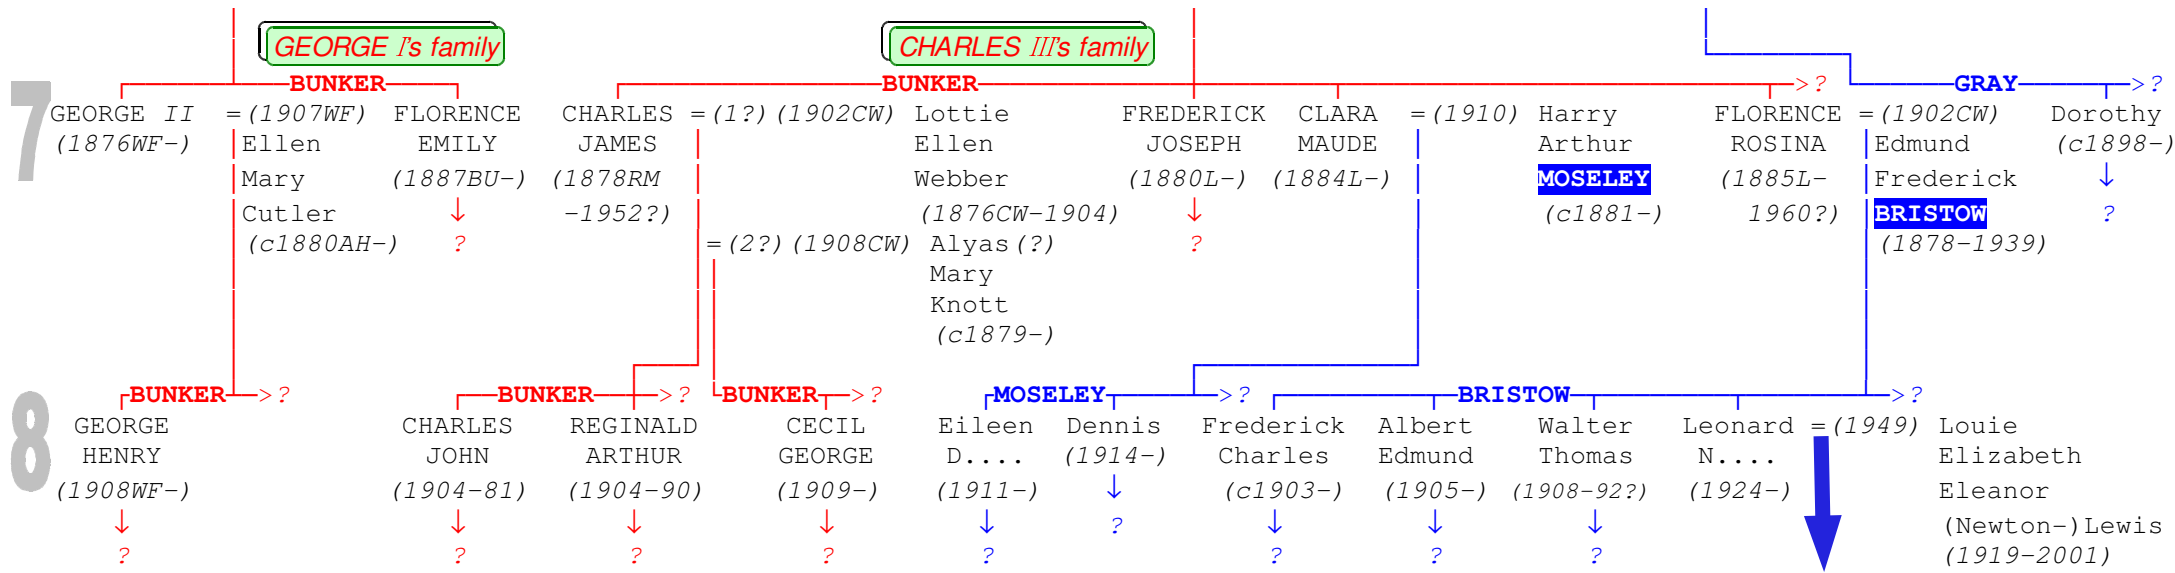 GEORGE I's family CHARLES III's family
BUNKER BUNKER >? GRAY >?
7
GEORGE II =(1907WF) FLORENCE CHARLES =(1?)(1902CW) Lottie FREDERICK CLARA =(1910) Harry FLORENCE =(1902CW) Dorothy
(1876WF-) Ellen EMILY JAMES Ellen JOSEPH MAUDE Arthur ROSINA Edmund (c1898-)
Mary (1887BU-) (1878RM Webber (1880L-) (1884L-) MOSELEY (1885L- Frederick ↓
Cutler ↓ -1952?) (1876CW-1904) ↓ (c1881-) 1960?) BRISTOW ?
(c1880AH-) ? =(2?)(1908CW) Alyas(?) ? (1878-1939)
Mary
Knott
(c1879-)
BUNKER >? BUNKER >? BUNKER >? MOSELEY >? BRISTOW >?
8
GEORGE CHARLES REGINALD CECIL Eileen Dennis Frederick Albert Walter Leonard =(1949) Louie
HENRY JOHN ARTHUR GEORGE D.... (1914-) Charles Edmund Thomas N.... Elizabeth
(1908WF-) (1904-81) (1904-90) (1909-) (1911-) ↓ (c1903-) (1905-) (1908-92?) (1924-) Eleanor
↓ ↓ ↓ ↓ ↓ ? ↓ ↓ ↓ (Newton-)Lewis
? ? ? ? ? ? ? ? (1919-2001)